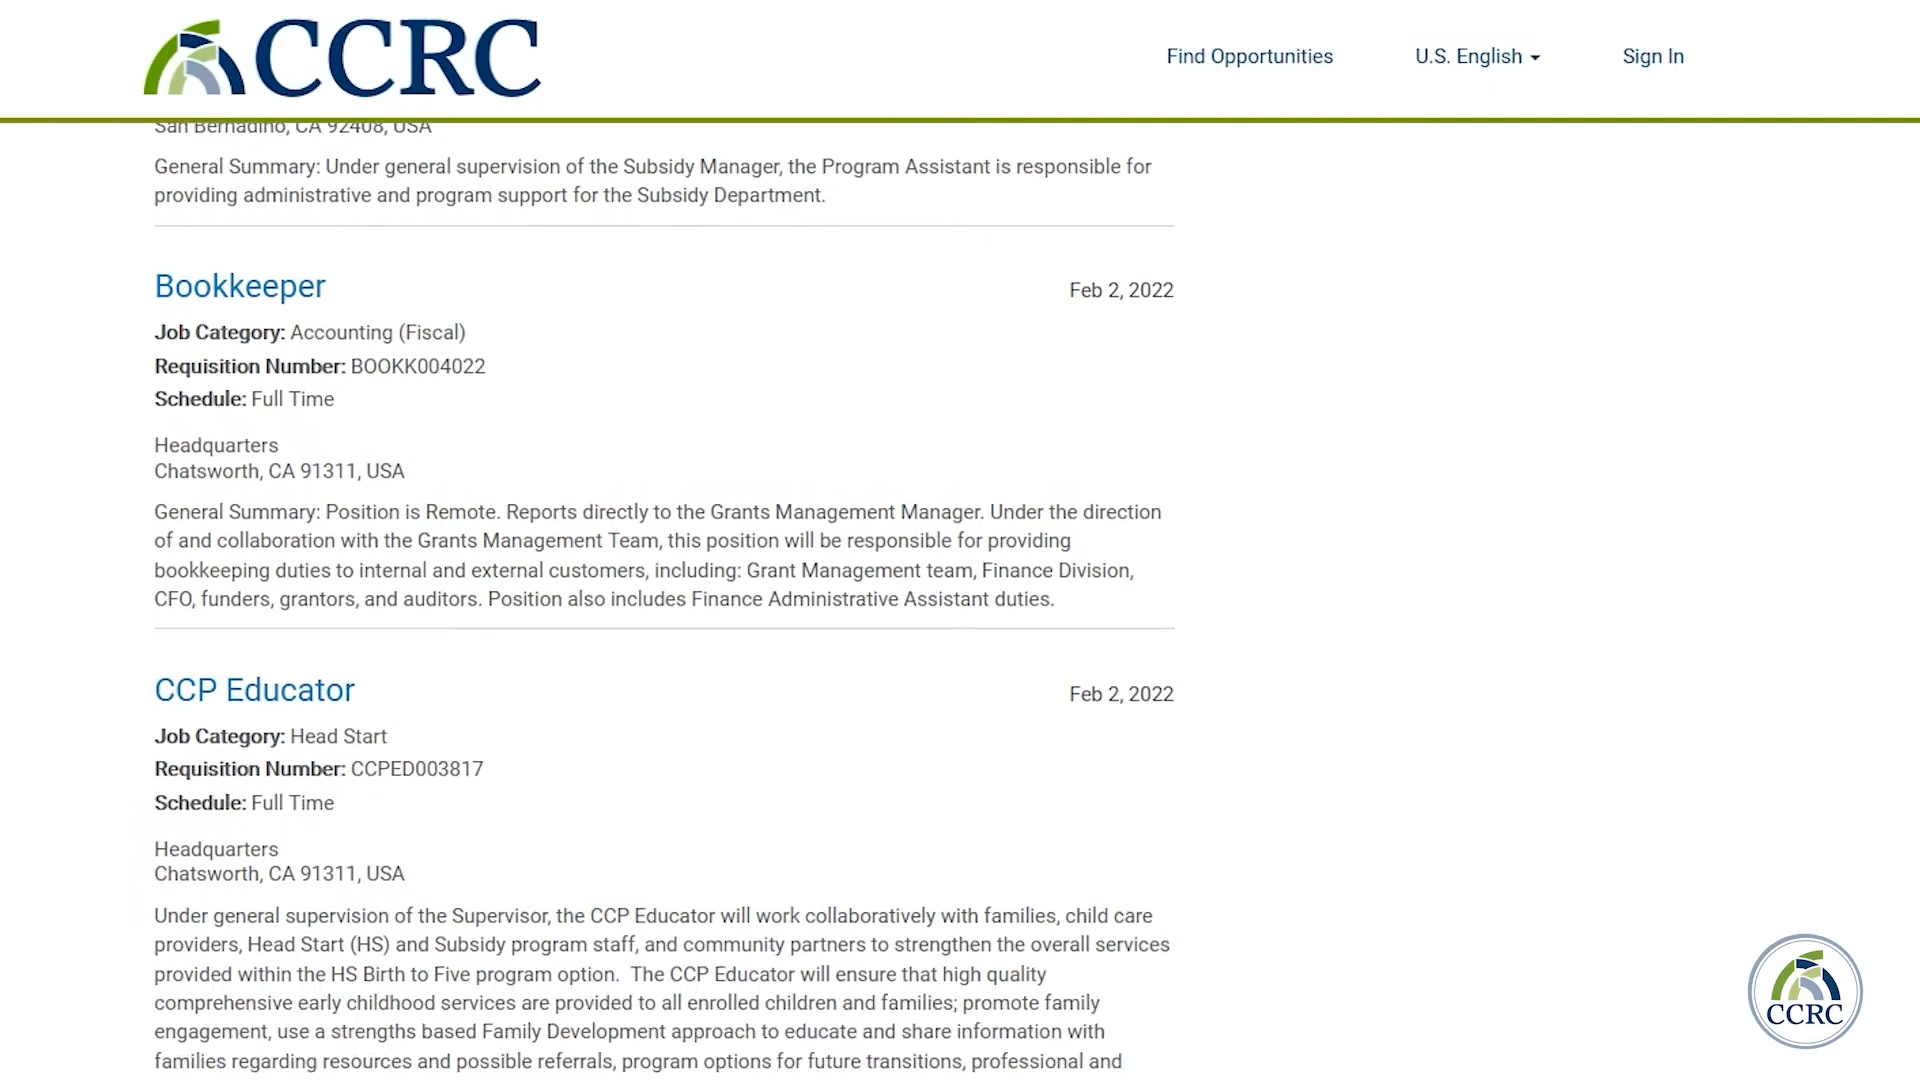 CCRC
Find Opportunities
U.S. English
Sign In
San Bernadino, CA 92408, USA
General Summary: Under general supervision of the Subsidy Manager, the Program Assistant is responsible for
providing administrative and program support for the Subsidy Department.
Bookkeeper
Feb 2, 2022
Job Category: Accounting (Fiscal)
Requisition Number: BOOKK004022
Schedule: Full Time
Headquarters
Chatsworth, CA 91311, USA
General Summary: Position is Remote. Reports directly to the Grants Management Manager. Under the direction
of and collaboration with the Grants Management Team, this position will be responsible for providing
bookkeeping duties to internal and external customers, including: Grant Management team, Finance Division,
CFO, funders, grantors, and auditors. Position also includes Finance Administrative Assistant duties.
CCP Educator
Feb 2, 2022
Job Category: Head Start
Requisition Number: CCPED003817
Schedule: Full Time
Headquarters
Chatsworth, CA 91311, USA
Under general supervision of the Supervisor, the CCP Educator will work collaboratively with families, child care
providers, Head Start (HS) and Subsidy program staff, and community partners to strengthen the overall services
provided within the HS Birth to Five program option.  The CCP Educator will ensure that high quality
comprehensive early childhood services are provided to all enrolled children and families; promote family
engagement, use a strengths based Family Development approach to educate and share information with
families regarding resources and possible referrals, program options for future transitions, professional and
CCRC